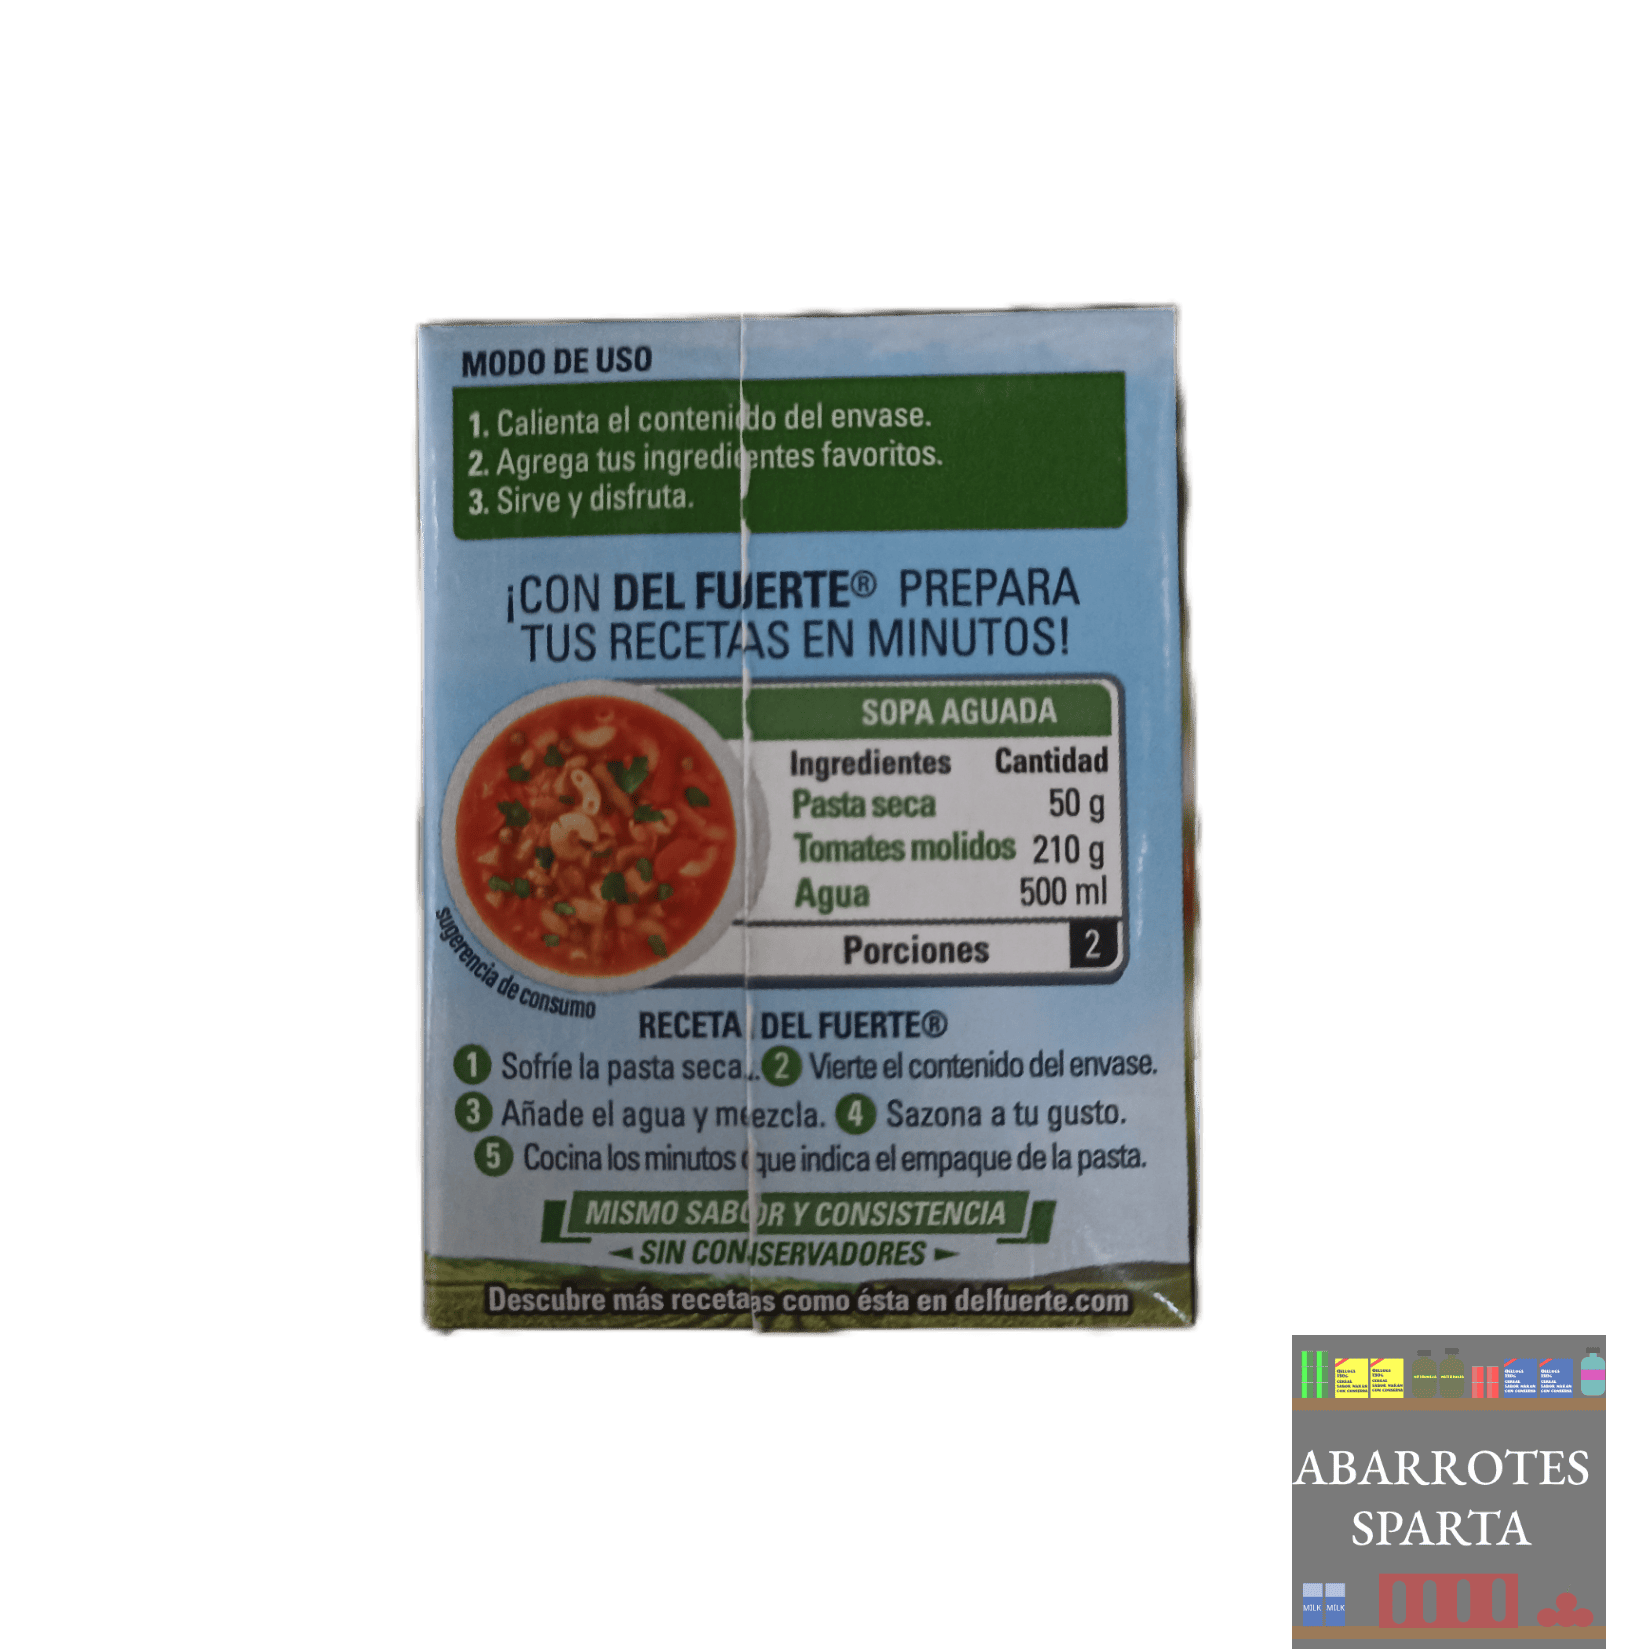 MODO DE USO
1. Calienta el contenido del envase.
2. Agrega tus ingredientes favoritos.
3. Sirve y disfruta.
¡CON DEL FUERTE® PREPARA
TUS RECETAS EN MINUTOS!
SOPA AGUADA
Ingredientes Cantidad
Pasta seca 50 g
Tomates molidos 210 g
Agua 500 ml
Porciones 2
sugerencia de consumo
RECETA DEL FUERTE®
1 Sofríe la pasta seca. 2 Vierte el contenido del envase.
3 Añade el agua y mezcla. 4 Sazona a tu gusto.
5 Cocina los minutos que indica el empaque de la pasta.
MISMO SABOR Y CONSISTENCIA
SIN CONSERVADORES
Descubre más recetas como ésta en delfuerte.com
ABARROTES
SPARTA
MILK MILK